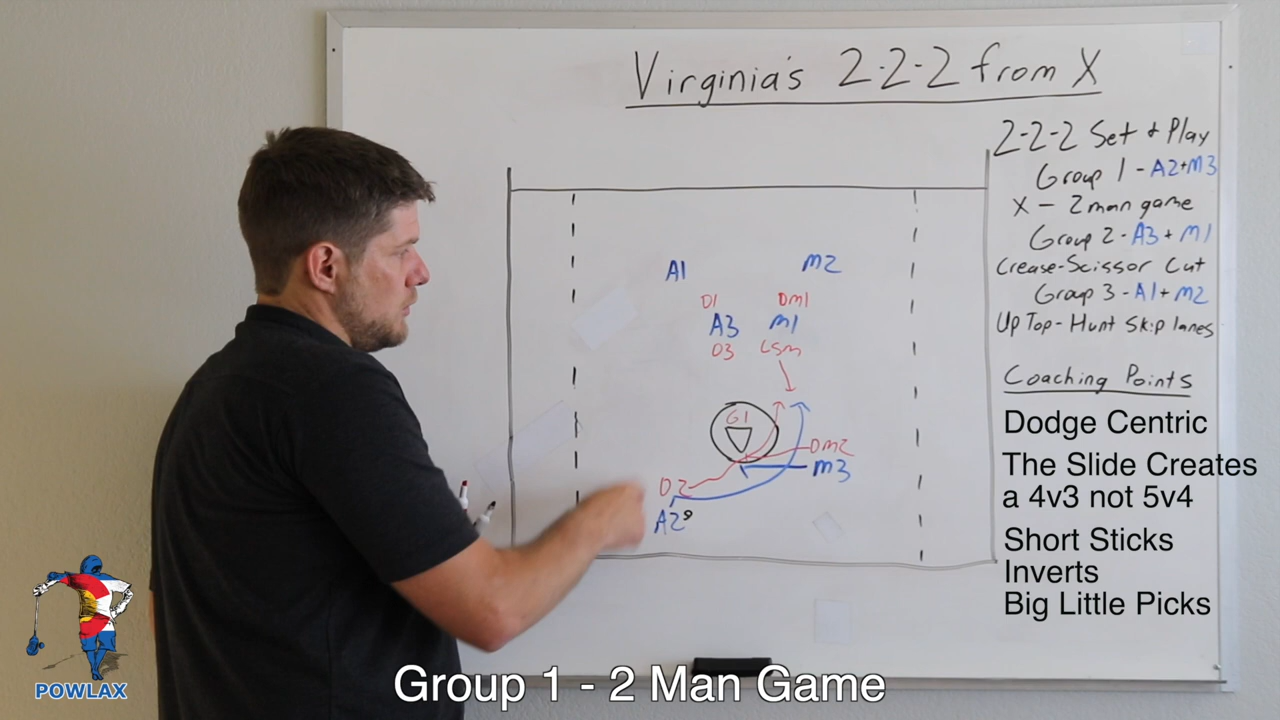 Virginia's 2-2-2 from X
2-2-2 Set + Play
Group 1 - A2+M3
X - 2 man game
Group 2 - A3 + M1
Crease-Scissor Cut
Group 3 - A1 + M2
Up Top - Hunt Skip lanes
Coaching Points
Dodge Centric
The Slide Creates
a 4v3 not 5v4
Short Sticks
Inverts
Big Little Picks
A1 M2
D1 DM1
A3 M1
D3 LSM
G1
DM2
M3
D2
A2
POWLAX
Group 1 - 2 Man Game